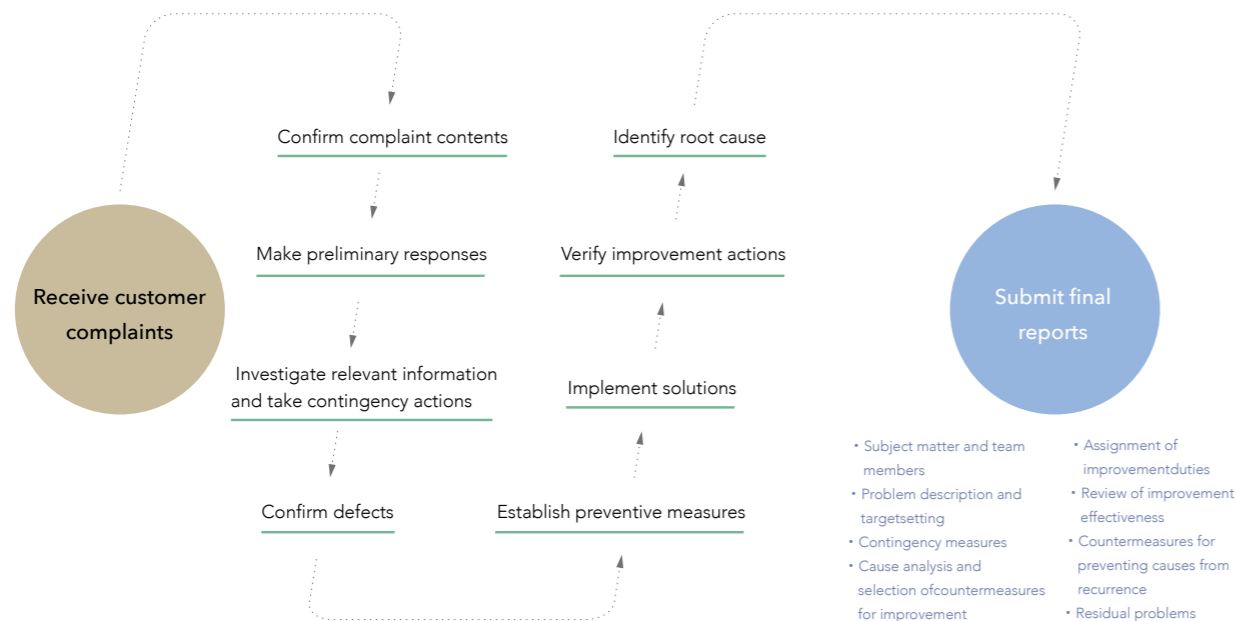 Receive customer
complaints
Confirm complaint contents
Make preliminary responses
Investigate relevant information
and take contingency actions
Confirm defects
Establish preventive measures
Implement solutions
Verify improvement actions
Identify root cause
Submit final
reports
・Subject matter and team
members
・Problem description and
targetsetting
・Contingency measures
・Cause analysis and
selection ofcountermeasures
for improvement
・Assignment of
improvementduties
・Review of improvement
effectiveness
・Countermeasures for
preventing causes from
recurrence
・Residual problems